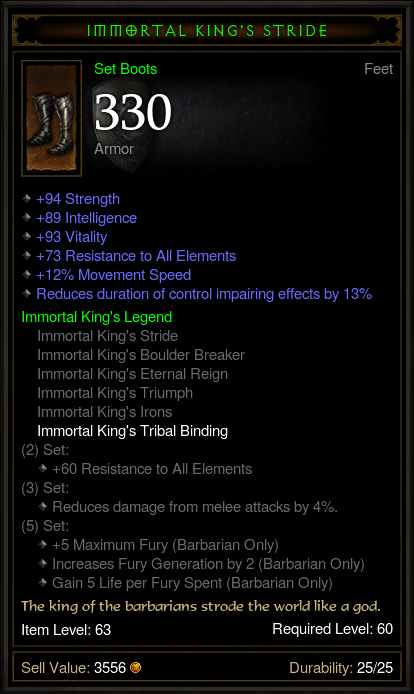 IMMORTAL KING'S STRIDE
Set Boots Feet
330
Armor
+94 Strength
+89 Intelligence
+93 Vitality
+73 Resistance to All Elements
+12% Movement Speed
Reduces duration of control impairing effects by 13%
Immortal King's Legend
Immortal King's Stride
Immortal King's Boulder Breaker
Immortal King's Eternal Reign
Immortal King's Triumph
Immortal King's Irons
Immortal King's Tribal Binding
(2) Set:
+60 Resistance to All Elements
(3) Set:
Reduces damage from melee attacks by 4%.
(5) Set:
+5 Maximum Fury (Barbarian Only)
Increases Fury Generation by 2 (Barbarian Only)
Gain 5 Life per Fury Spent (Barbarian Only)
The king of the barbarians strode the world like a god.
Item Level: 63 Required Level: 60
Sell Value: 3556 Durability: 25/25